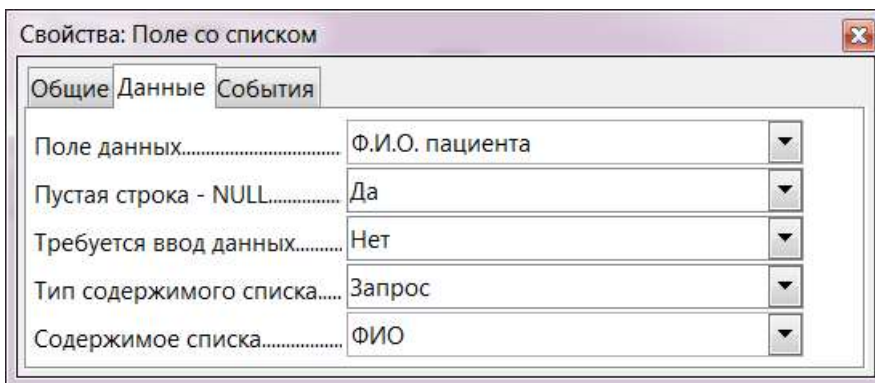 Свойства: Поле со списком
Общие Данные События
Поле данных................................ Ф.И.О. пациента
Пустая строка - NULL............... Да
Требуется ввод данных.......... Нет
Тип содержимого списка..... Запрос
Содержимое списка................. ФИО